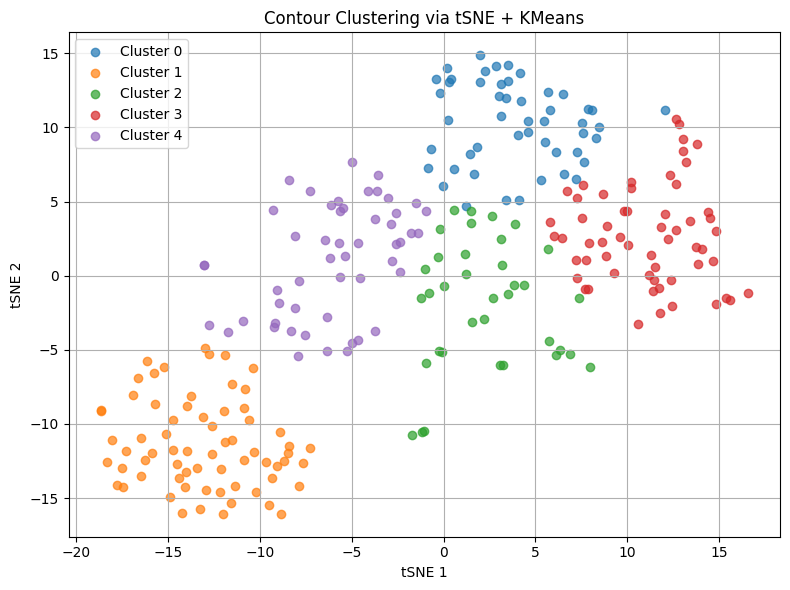 Contour Clustering via tSNE + KMeans
Cluster 0
Cluster 1
Cluster 2
Cluster 3
Cluster 4
15
10
5
0
−5
−10
−15
tSNE 2
−20 −15 −10 −5 0 5 10 15
tSNE 1